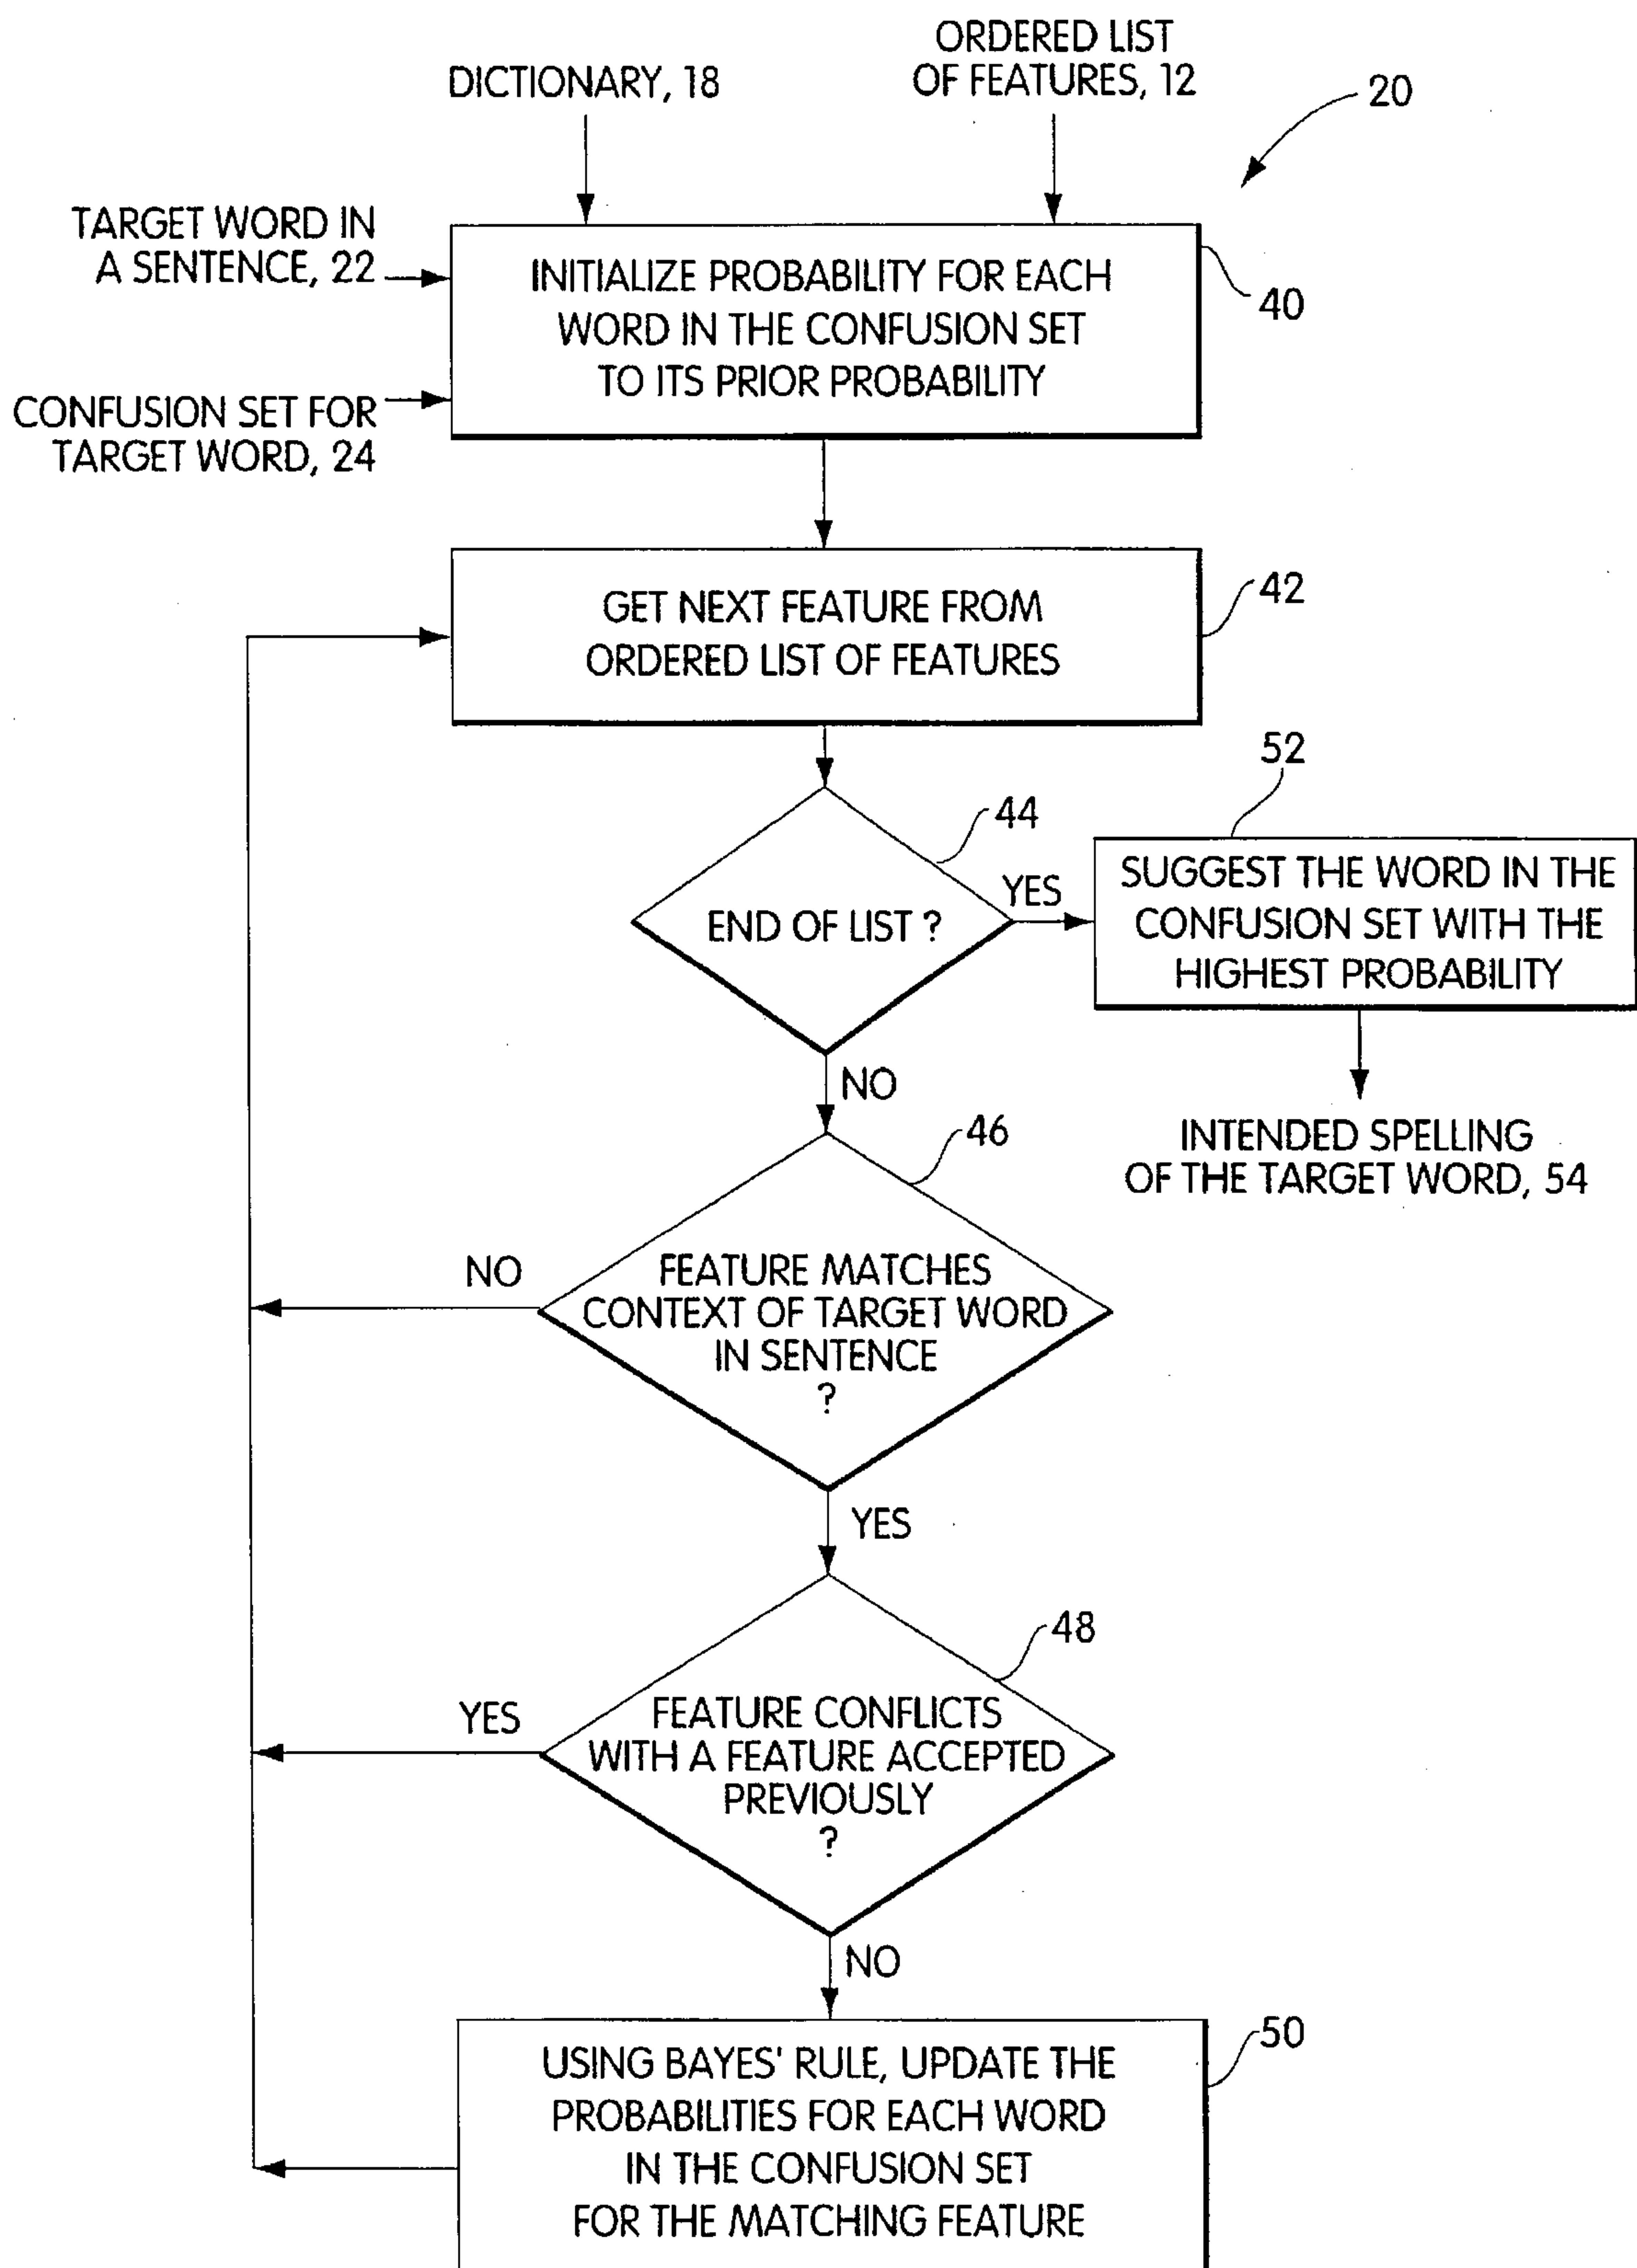 ORDERED LIST
OF FEATURES, 12
DICTIONARY, 18
20
TARGET WORD IN
A SENTENCE, 22
CONFUSION SET FOR
TARGET WORD, 24
INITIALIZE PROBABILITY FOR EACH
WORD IN THE CONFUSION SET
TO ITS PRIOR PROBABILITY
40
GET NEXT FEATURE FROM
ORDERED LIST OF FEATURES
42
44
END OF LIST ?
YES
52
SUGGEST THE WORD IN THE
CONFUSION SET WITH THE
HIGHEST PROBABILITY
INTENDED SPELLING
OF THE TARGET WORD, 54
NO
46
FEATURE MATCHES
CONTEXT OF TARGET WORD
IN SENTENCE
?
NO
YES
48
FEATURE CONFLICTS
WITH A FEATURE ACCEPTED
PREVIOUSLY
?
YES
NO
50
USING BAYES' RULE, UPDATE THE
PROBABILITIES FOR EACH WORD
IN THE CONFUSION SET
FOR THE MATCHING FEATURE